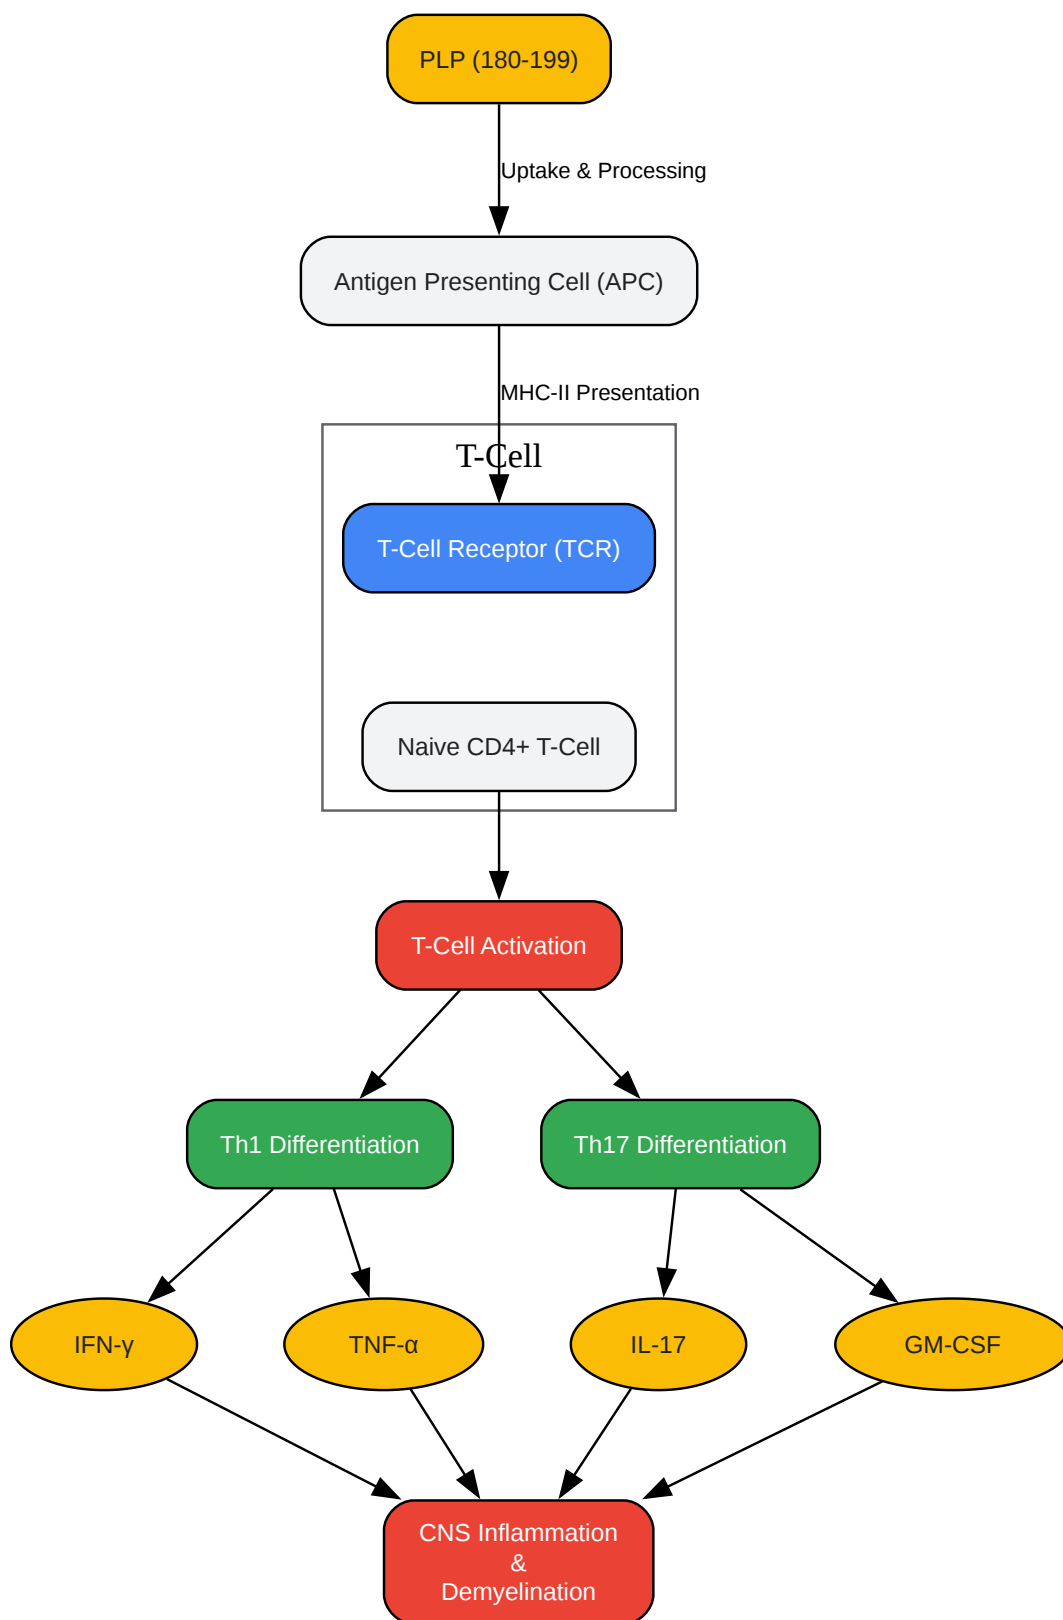 PLP (180-199)
Uptake & Processing
Antigen Presenting Cell (APC)
MHC-II Presentation
T-Cell
T-Cell Receptor (TCR)
Naive CD4+ T-Cell
T-Cell Activation
Th1 Differentiation
Th17 Differentiation
IFN-γ
TNF-α
IL-17
GM-CSF
CNS Inflammation
&
Demyelination